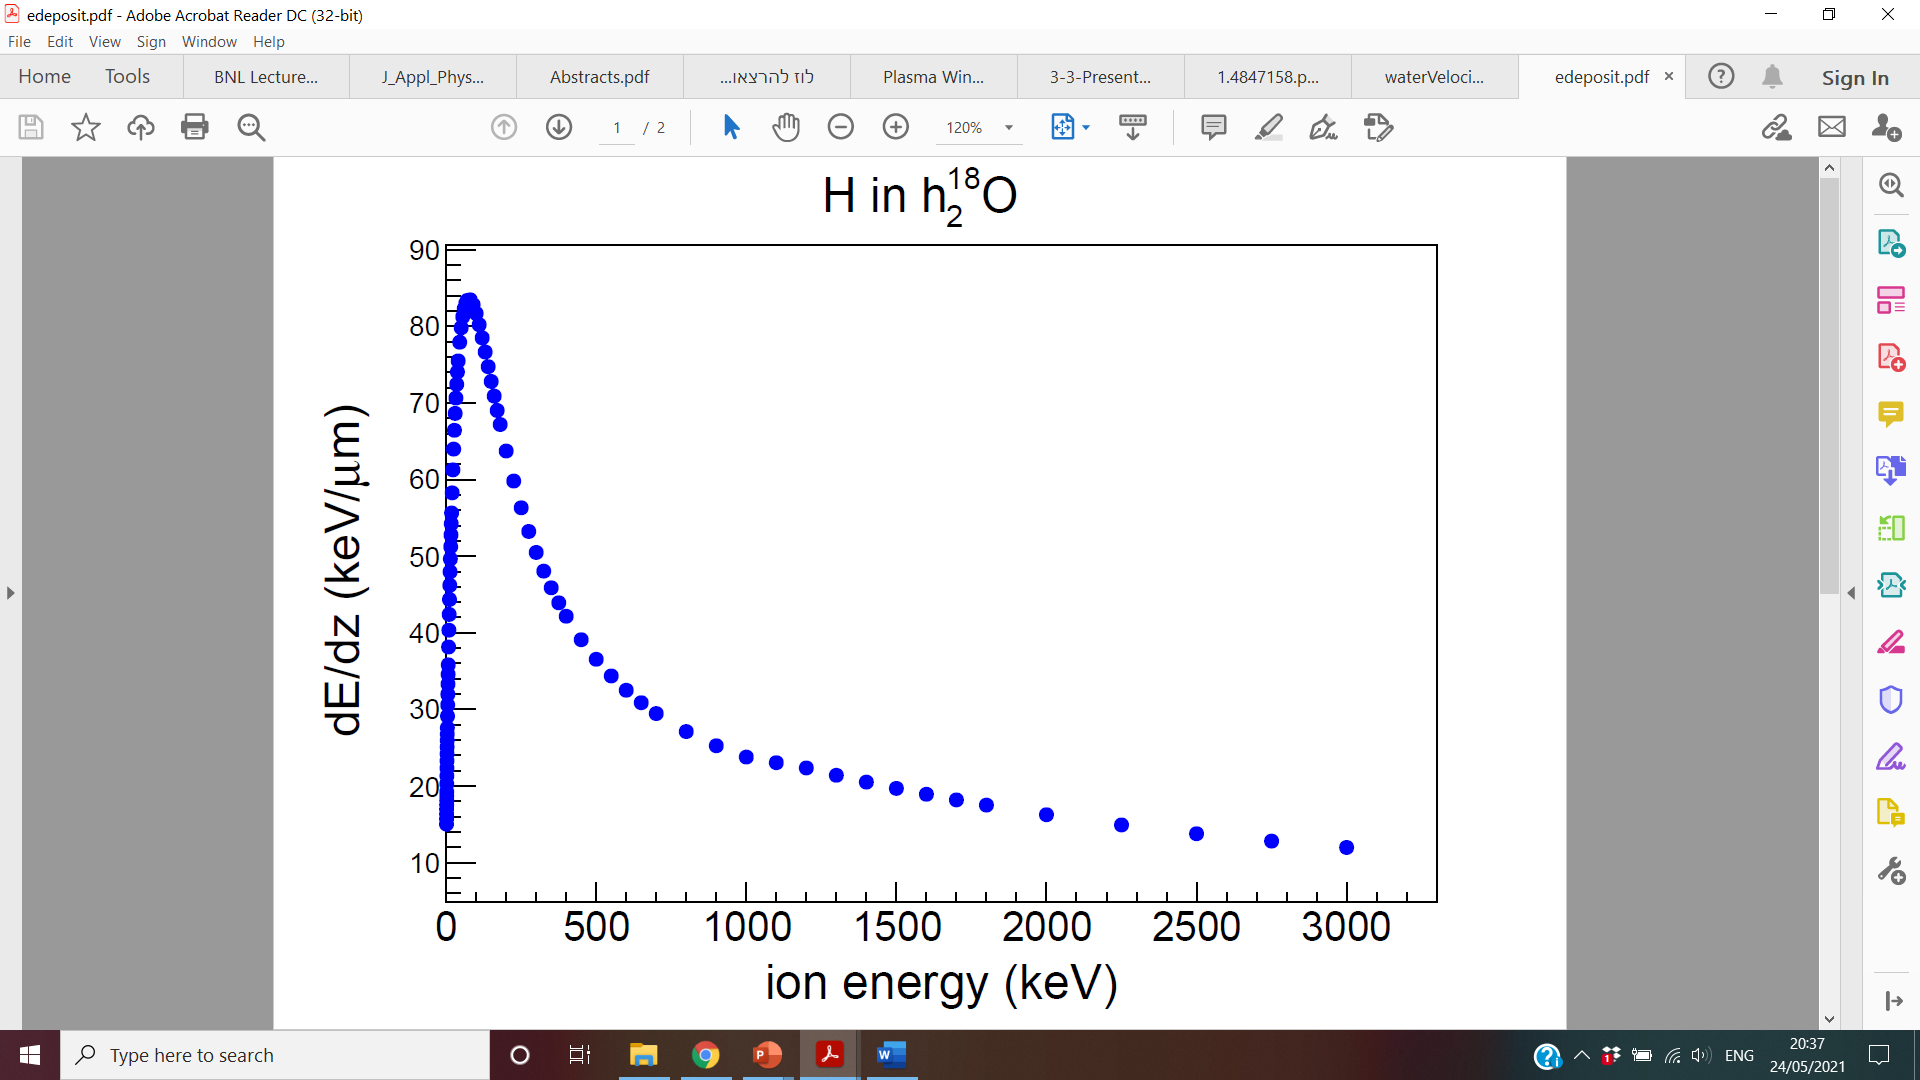 edeposit.pdf - Adobe Acrobat Reader DC (32-bit)
File Edit View Sign Window Help
Home Tools BNL Lecture... J_Appl_Phys... Abstracts.pdf לוז להרצאו... Plasma Win... 3-3-Present... 1.4847158.p... waterVeloci... edeposit.pdf × Sign In
1 / 2 120%
H in h₂¹⁸O
90
80
70
60
50
40
30
20
10
dE/dz (keV/μm)
0 500 1000 1500 2000 2500 3000
ion energy (keV)
Type here to search
P
W
1
ENG
20:37
24/05/2021